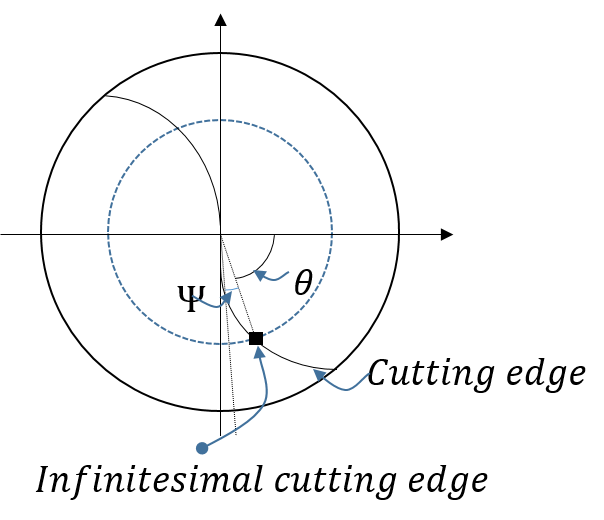 θ
Ψ
Cutting edge
Infinitesimal cutting edge